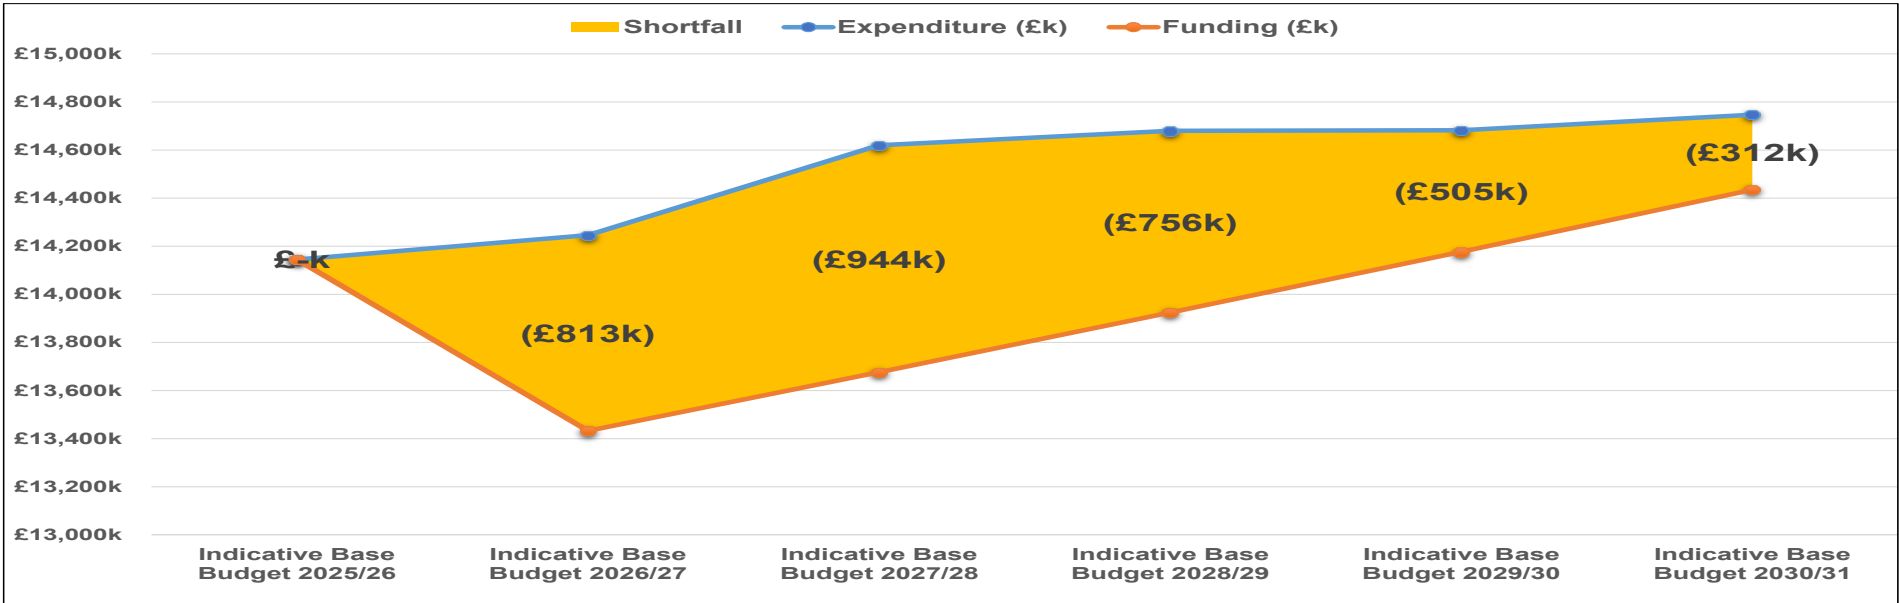 Shortfall Expenditure (£k) Funding (£k)
£15,000k
£14,800k
£14,600k
£14,400k
£14,200k
£14,000k
£13,800k
£13,600k
£13,400k
£13,200k
£13,000k
£-k
(£813k)
(£944k)
(£756k)
(£505k)
(£312k)
Indicative Base
Budget 2025/26
Indicative Base
Budget 2026/27
Indicative Base
Budget 2027/28
Indicative Base
Budget 2028/29
Indicative Base
Budget 2029/30
Indicative Base
Budget 2030/31